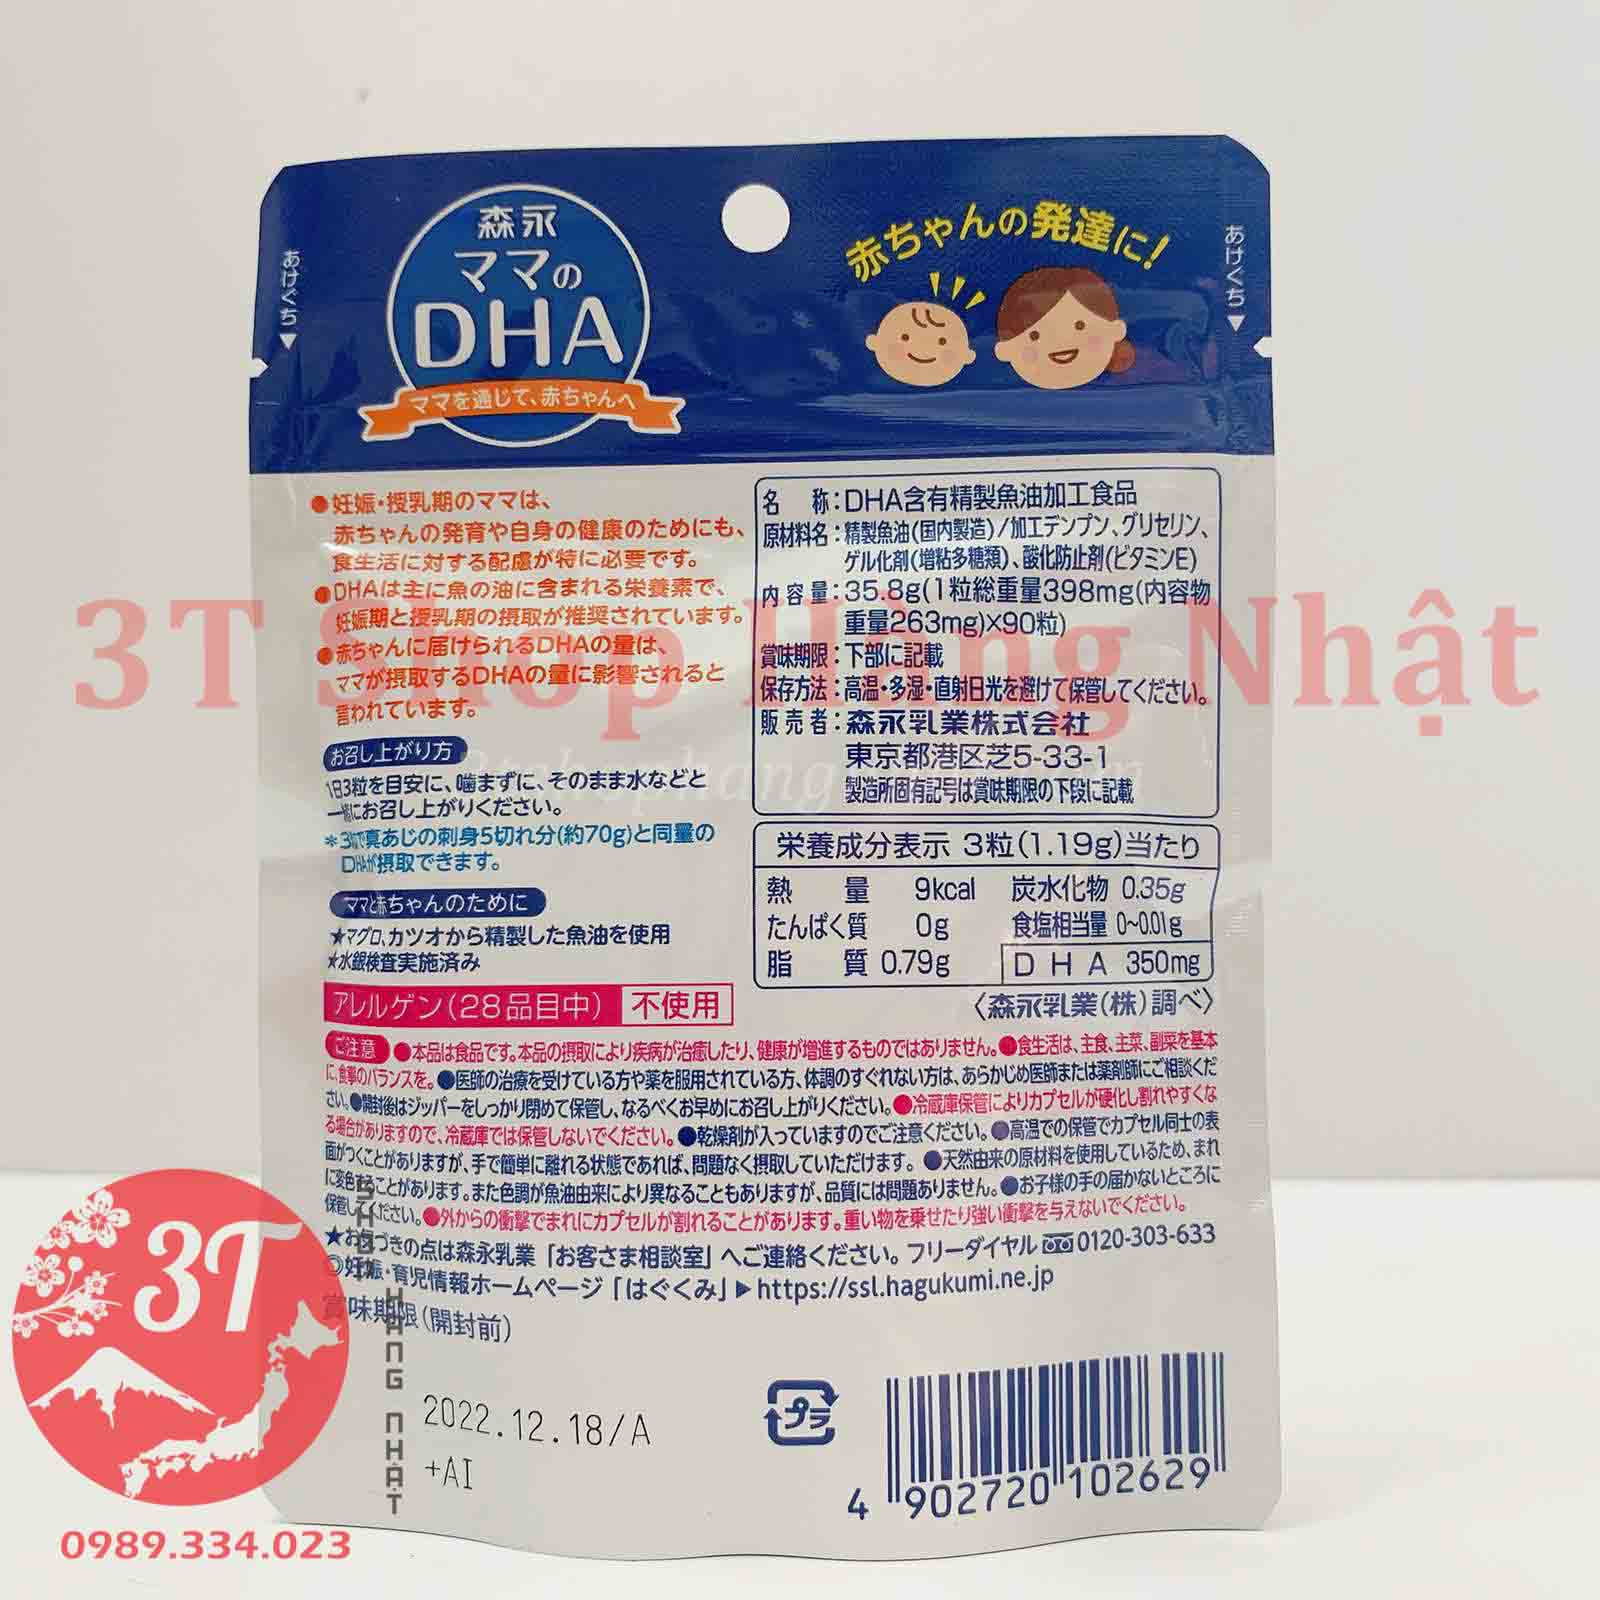 森永
ママの
DHA
ママを通じて、赤ちゃんへ
赤ちゃんの発達に!
あけぐち▼
あけぐち▼
●妊娠・授乳期のママは、
赤ちゃんの発育や自身の健康のためにも、
食生活に対する配慮が特に必要です。
●DHAは主に魚の油に含まれる栄養素で、
妊娠期と授乳期の摂取が推奨されています。
●赤ちゃんに届けられるDHAの量は、
ママが摂取するDHAの量に影響されると
言われています。
お召し上がり方
1日3粒を目安に、噛まずに、そのまま水などと
一緒にお召し上がりください。
*3粒で真あじの刺身5切れ分(約70g)と同量の
DHAが摂取できます。
ママと赤ちゃんのために
★マグロ、カツオから精製した魚油を使用
★水銀検査実施済み
アレルゲン(28品目中) 不使用
名称:DHA含有精製魚油加工食品
原材料名:精製魚油(国内製造)/加工デンプン、グリセリン、
ゲル化剤(増粘多糖類)、酸化防止剤(ビタミンE)
内容量:35.8g(1粒総重量398mg(内容物
重量263mg)×90粒)
賞味期限:下部に記載
保存方法:高温・多湿・直射日光を避けて保管してください。
販売者:森永乳業株式会社
東京都港区芝5-33-1
製造所固有記号は賞味期限の下段に記載
栄養成分表示 3粒(1.19g)当たり
熱量 9kcal 炭水化物 0.35g
たんぱく質 0g 食塩相当量 0~0.01g
脂質 0.79g DHA 350mg
〈森永乳業(株)調べ〉
ご注意 ●本品は食品です。本品の摂取により疾病が治癒したり、健康が増進するものではありません。●食生活は、主食、主菜、副菜を基本
に、食事のバランスを。●医師の治療を受けている方や薬を服用されている方、体調のすぐれない方は、あらかじめ医師または薬剤師にご相談くだ
さい。●開封後はジッパーをしっかり閉めて保管し、なるべくお早めにお召し上がりください。●冷蔵庫保管によりカプセルが硬化し割れやすくな
る場合がありますので、冷蔵庫では保管しないでください。●乾燥剤が入っていますのでご注意ください。●高温での保管でカプセル同士の表
面がつくことがありますが、手で簡単に離れる状態であれば、問題なく摂取していただけます。●天然由来の原材料を使用しているため、まれ
に変色することがあります。また色調が魚油由来により異なることもありますが、品質には問題ありません。●お子様の手の届かないところに
保管してください。●外からの衝撃でまれにカプセルが割れることがあります。重い物を乗せたり強い衝撃を与えないでください。
★お気づきの点は森永乳業「お客さま相談室」へご連絡ください。フリーダイヤル 0120-303-633
◎妊娠・育児情報ホームページ「はぐくみ」▶https://ssl.hagukumi.ne.jp
賞味期限(開封前)
2022.12.18/A
+AI
プラ
4 902720 102629
3T Shop Hàng Nhật
3T
SHOP HÀNG NHẬT
0989.334.023